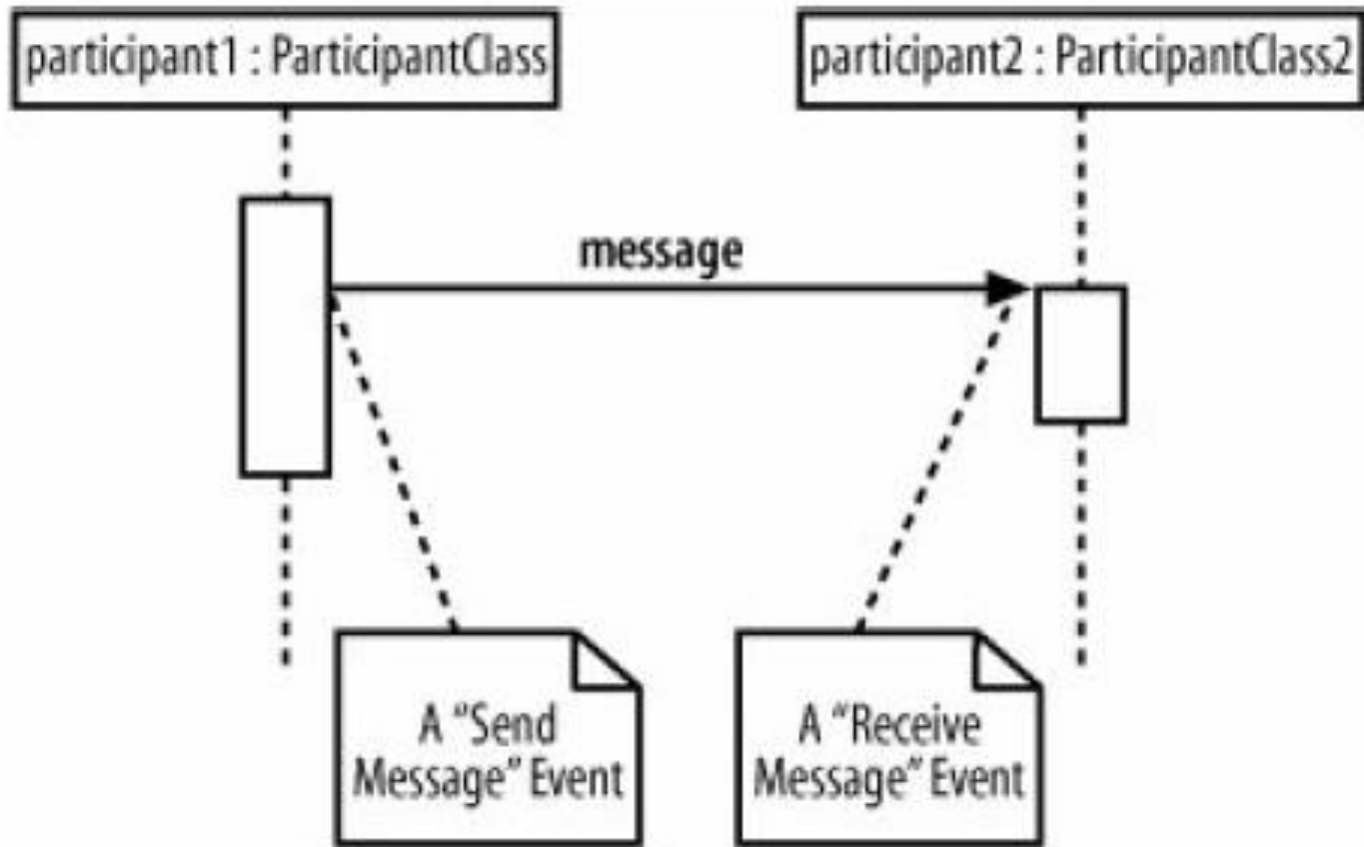 participant1 : ParticipantClass
participant2 : ParticipantClass2
message
A “Send
Message” Event
A “Receive
Message” Event